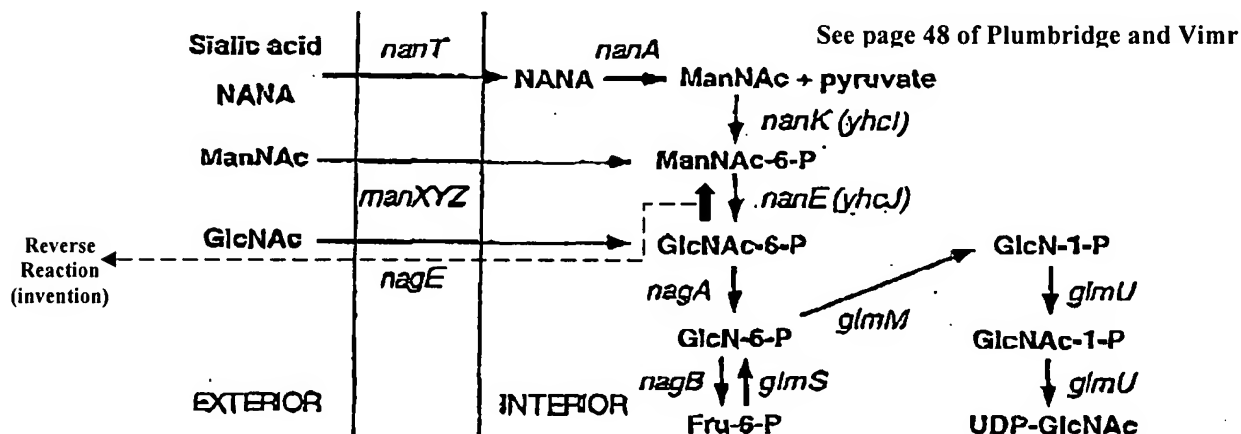 See page 48 of Plumbridge and Vimr
Sialic acid nanT nanA
NANA NANA ManNAc + pyruvate
nanK (yhcI)
ManNAc ManNAc-6-P
manXYZ nanE (yhcJ)
GlcNAc GlcNAc-6-P GlcN-1-P
Reverse
Reaction
(invention)
nagE nagA glmM glmU
GlcN-6-P GlcNAc-1-P
nagB glmS glmU
EXTERIOR INTERIOR Fru-6-P UDP-GlcNAc